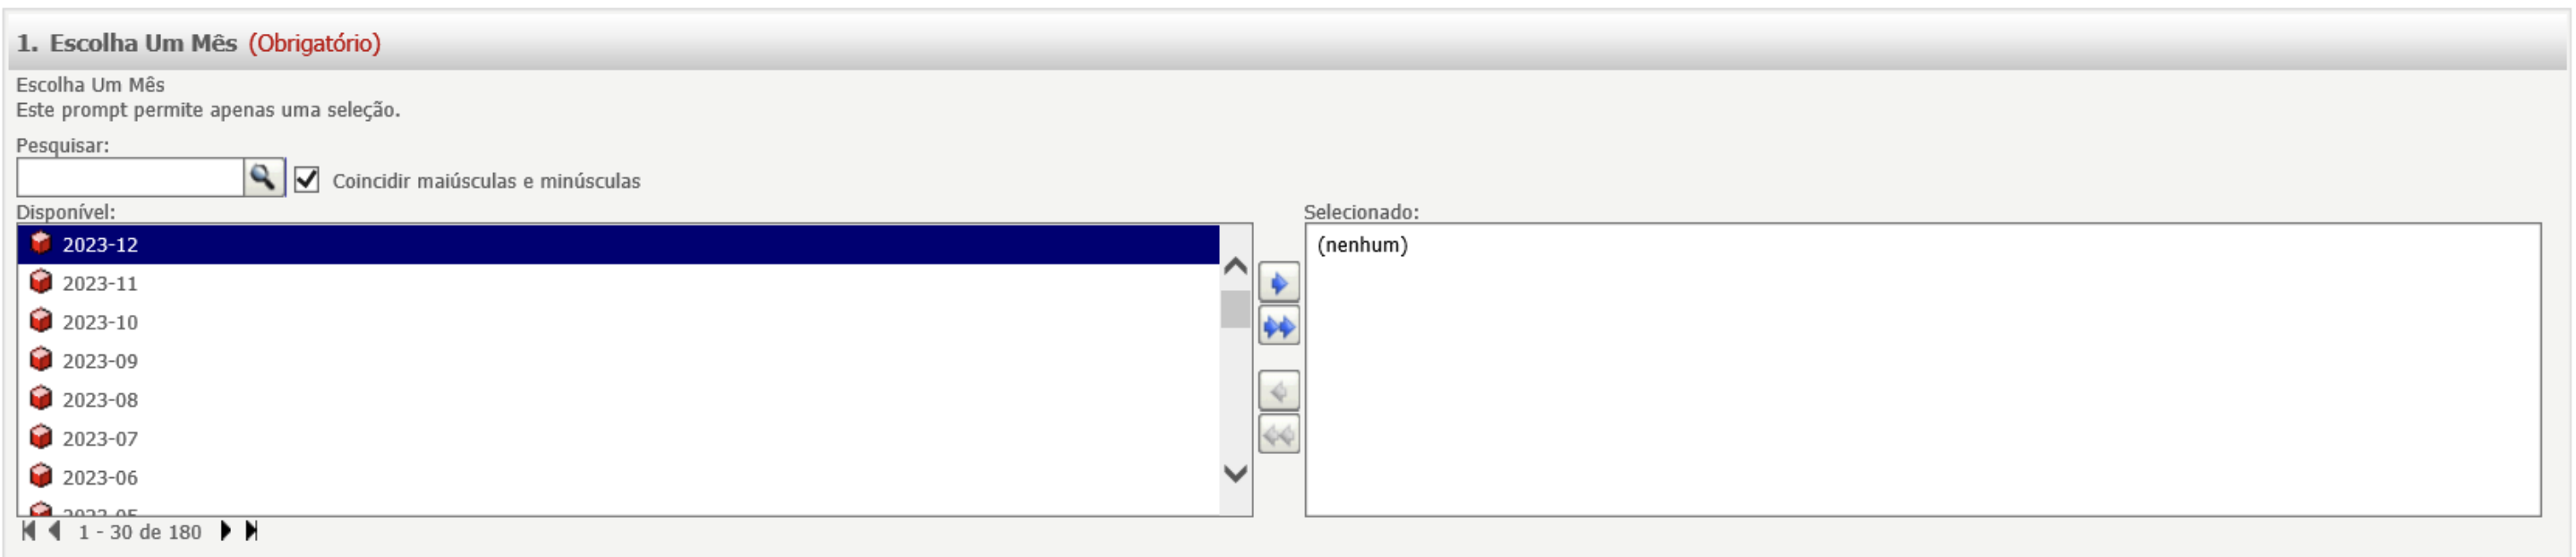 1. Escolha Um Mês (Obrigatório)
Escolha Um Mês
Este prompt permite apenas uma seleção.
Pesquisar:
Coincidir maiúsculas e minúsculas
Disponível:
2023-12
2023-11
2023-10
2023-09
2023-08
2023-07
2023-06
2023-05
1 - 30 de 180
Selecionado:
(nenhum)